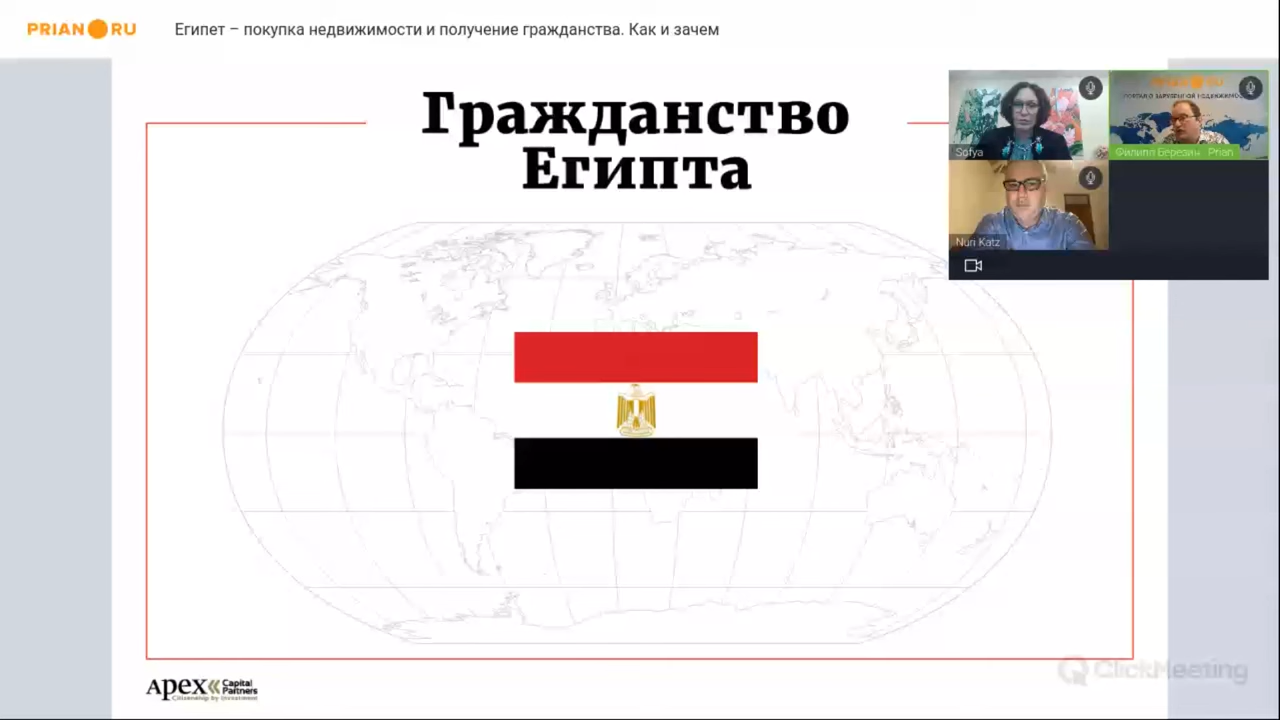 PRIAN RU
Египет – покупка недвижимости и получение гражданства. Как и зачем
Гражданство
Египта
Sofya
Филипп Березин Prian
Nuri Katz
Apex Capital
Partners
Citizenship by Investment
ClickMeeting